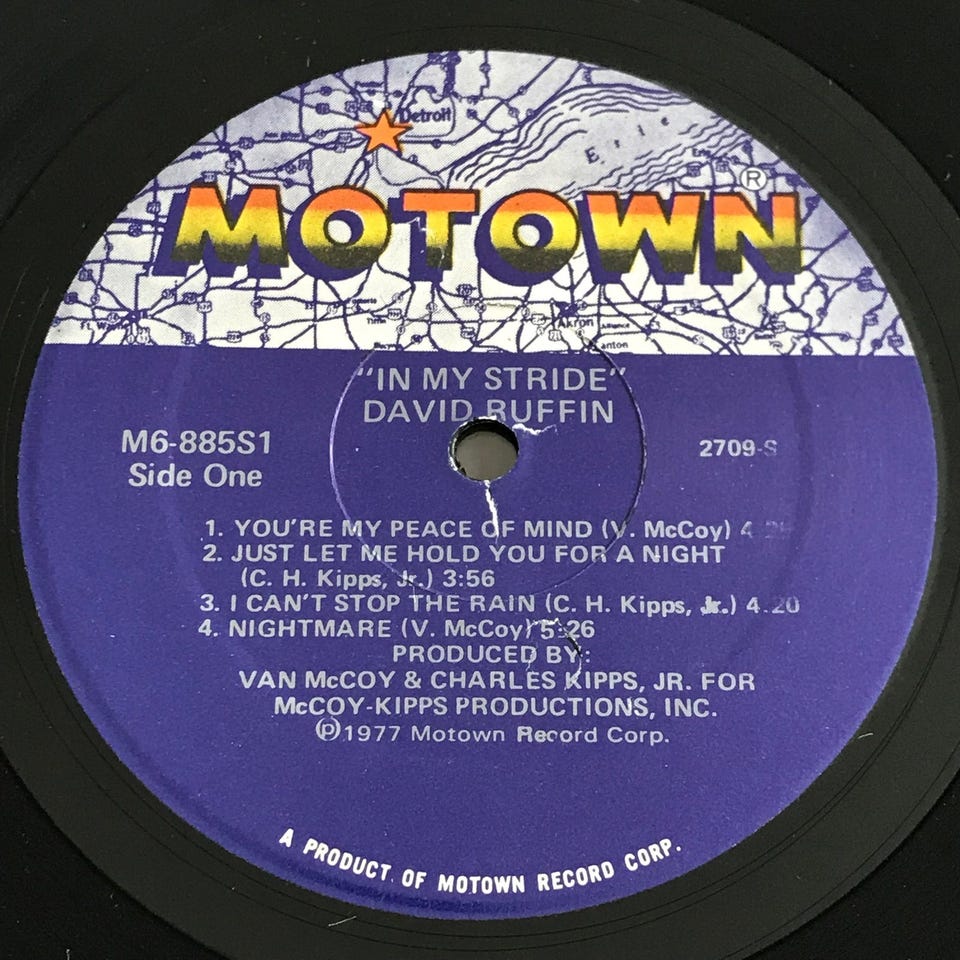 Detroit
Erie
MOTOWN®
Akron
"IN MY STRIDE"
DAVID RUFFIN
M6-885S1
2709-S
Side One
1. YOU'RE MY PEACE OF MIND (V. McCoy)
2. JUST LET ME HOLD YOU FOR A NIGHT
(C. H. Kipps, Jr.) 3:56
3. I CAN'T STOP THE RAIN (C. H. Kipps, Jr.) 4:20
4. NIGHTMARE (V. McCoy) 5:26
PRODUCED BY:
VAN McCOY & CHARLES KIPPS, JR. FOR
McCOY-KIPPS PRODUCTIONS, INC.
℗1977 Motown Record Corp.
A PRODUCT OF MOTOWN RECORD CORP.